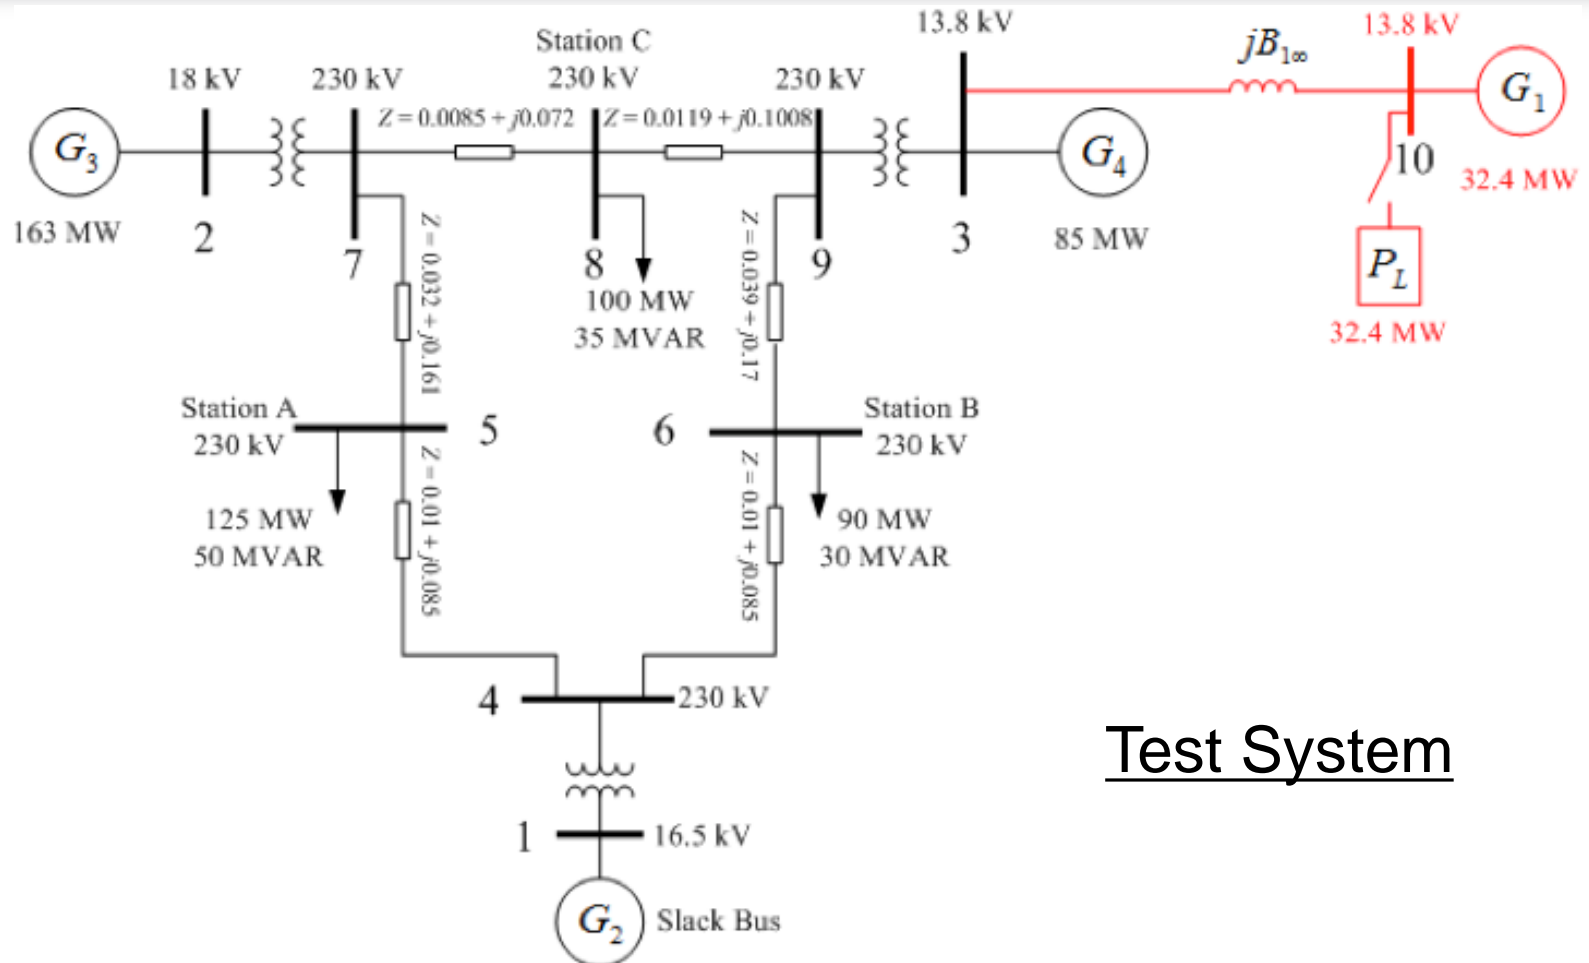 13.8 kV
13.8 kV
Station C
jB₁∞
18 kV
230 kV
230 kV
230 kV
G₁
Z = 0.0085 + j0.072
Z = 0.0119 + j0.1008
G₃
G₄
10
32.4 MW
163 MW
2
7
8
9
3
85 MW
P_L
32.4 MW
100 MW
35 MVAR
Z = 0.032 + j0.161
Z = 0.039 + j0.17
Station A
230 kV
5
6
Station B
230 kV
125 MW
50 MVAR
Z = 0.01 + j0.085
Z = 0.01 + j0.085
90 MW
30 MVAR
4
230 kV
Test System
1
16.5 kV
G₂
Slack Bus